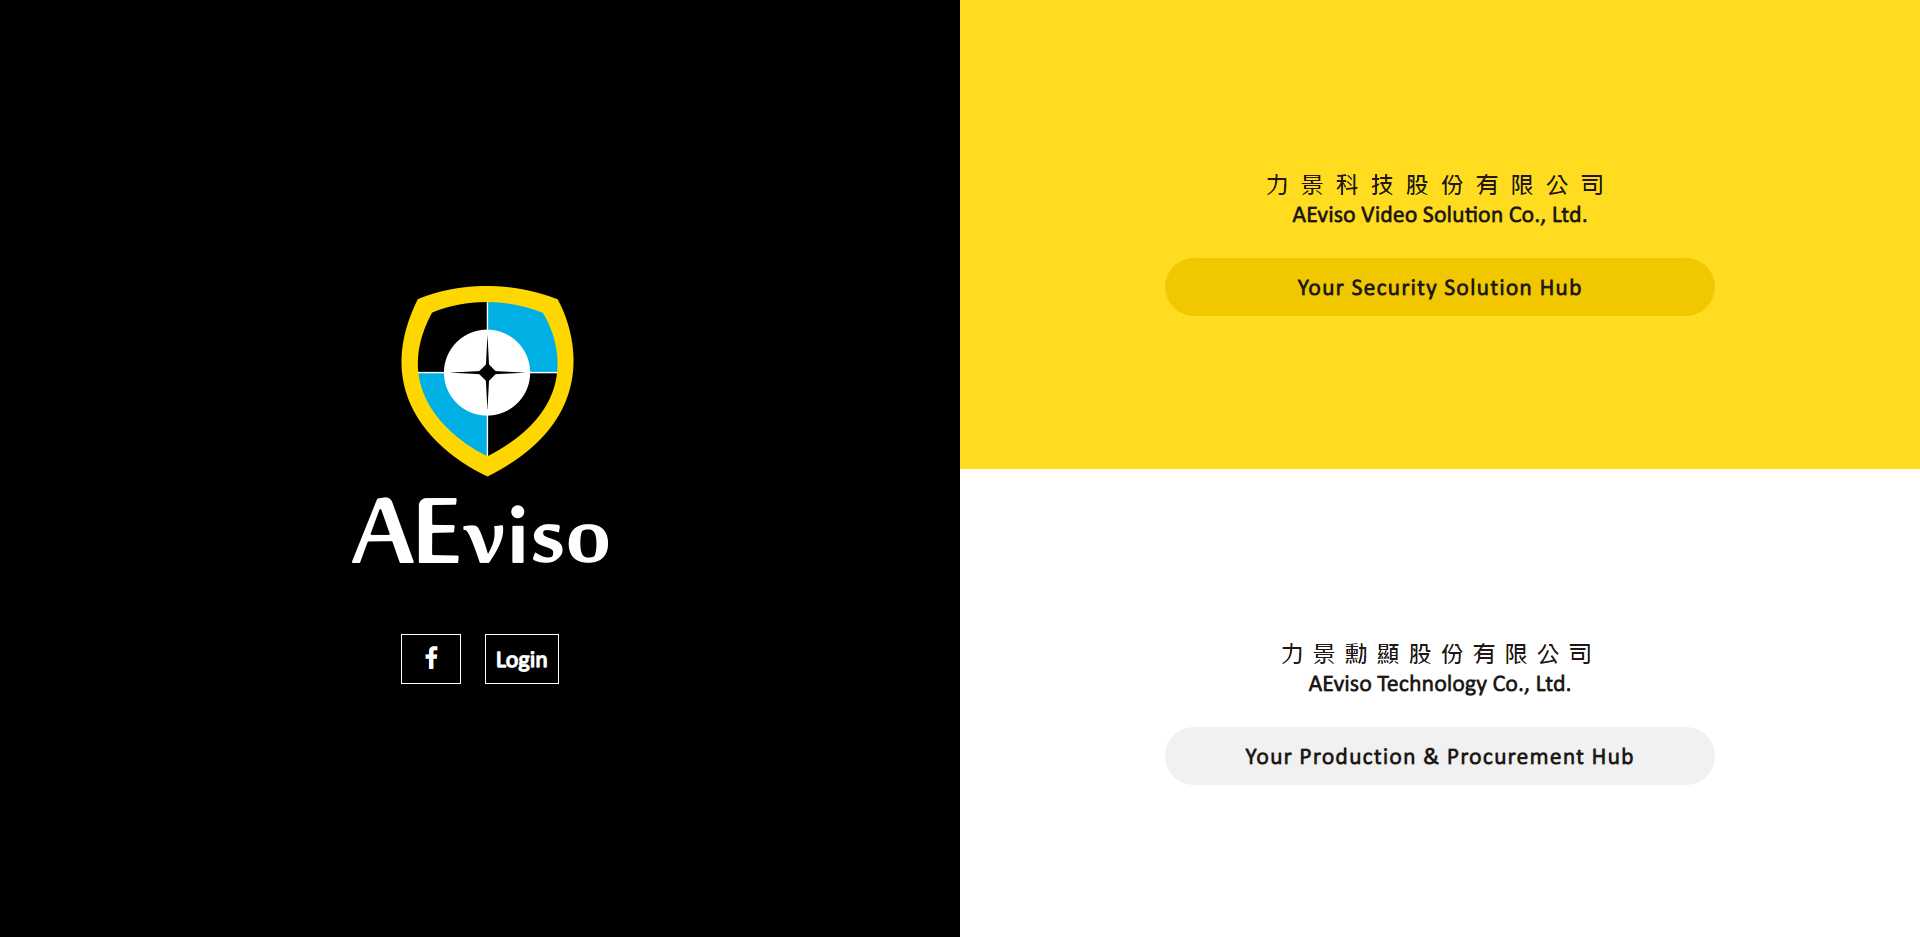 AEviso
Login
力景科技股份有限公司
AEviso Video Solution Co., Ltd.
Your Security Solution Hub
力景勳顯股份有限公司
AEviso Technology Co., Ltd.
Your Production & Procurement Hub